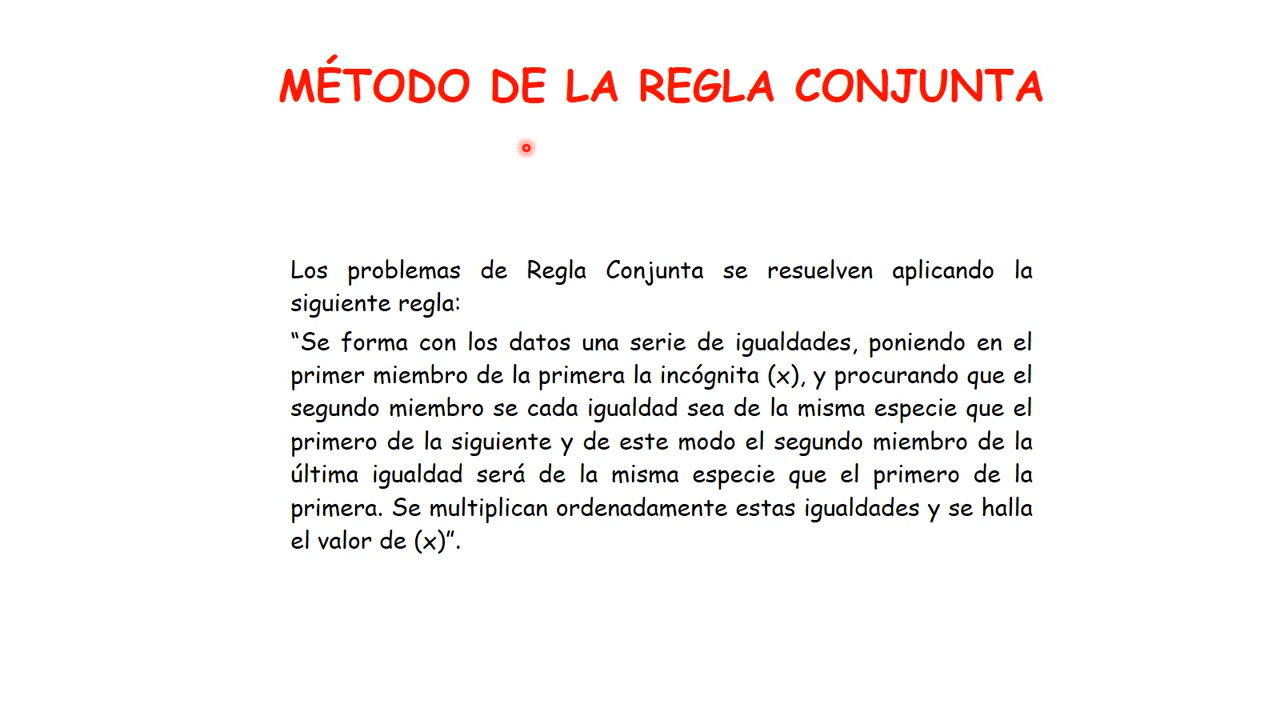 MÉTODO DE LA REGLA CONJUNTA
Los problemas de Regla Conjunta se resuelven aplicando la
siguiente regla:
“Se forma con los datos una serie de igualdades, poniendo en el
primer miembro de la primera la incógnita (x), y procurando que el
segundo miembro se cada igualdad sea de la misma especie que el
primero de la siguiente y de este modo el segundo miembro de la
última igualdad será de la misma especie que el primero de la
primera. Se multiplican ordenadamente estas igualdades y se halla
el valor de (x)”.